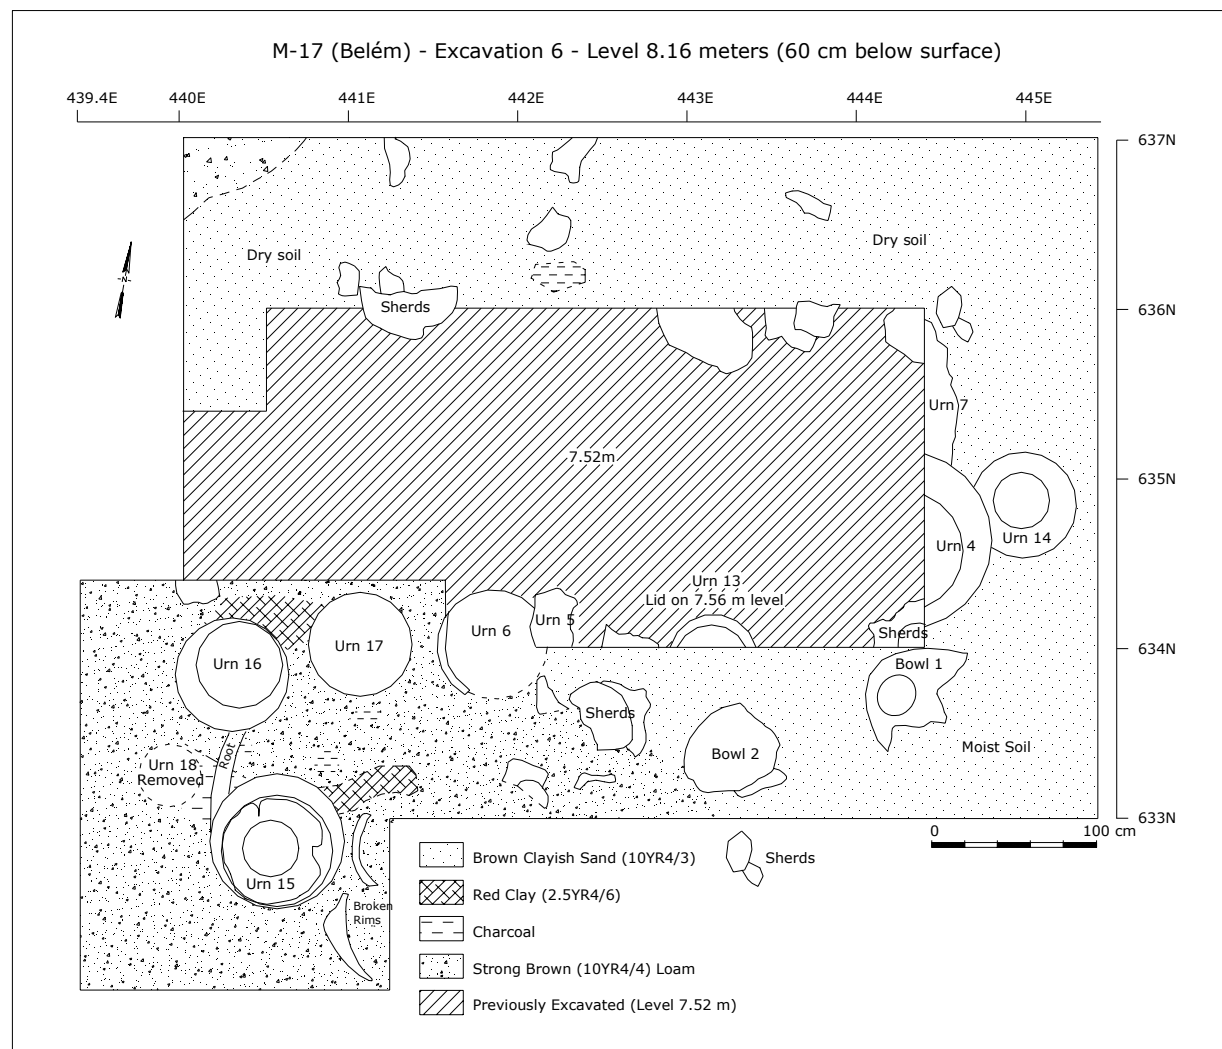 M-17 (Belém) - Excavation 6 - Level 8.16 meters (60 cm below surface)
439.4E 440E 441E 442E 443E 444E 445E
637N
Dry soil
Dry soil
-N-
Sherds
636N
Urn 7
7.52m
635N
Urn 14
Urn 4
Urn 13
Lid on 7.56 m level
Urn 5
Urn 6
Sherds
Urn 17
634N
Urn 16
Bowl 1
Sherds
Moist Soil
Root
Bowl 2
Urn 18
Removed
633N
0 100 cm
Urn 15
Broken
Rims
Brown Clayish Sand (10YR4/3)
Sherds
Red Clay (2.5YR4/6)
Charcoal
Strong Brown (10YR4/4) Loam
Previously Excavated (Level 7.52 m)